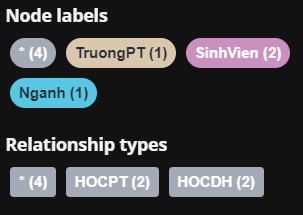 Node labels
* (4) TruongPT (1) SinhVien (2)
Nganh (1)
Relationship types
* (4) HOCPT (2) HOCDH (2)